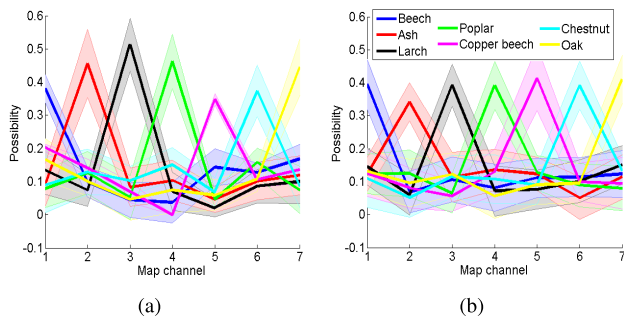 0.6
0.5
0.4
0.3
0.2
0.1
0
-0.1
Possibility
1 2 3 4 5 6 7
Map channel
(a)
0.6
0.5
0.4
0.3
0.2
0.1
0
-0.1
Possibility
Beech
Ash
Larch
Poplar
Copper beech
Chestnut
Oak
1 2 3 4 5 6 7
Map channel
(b)